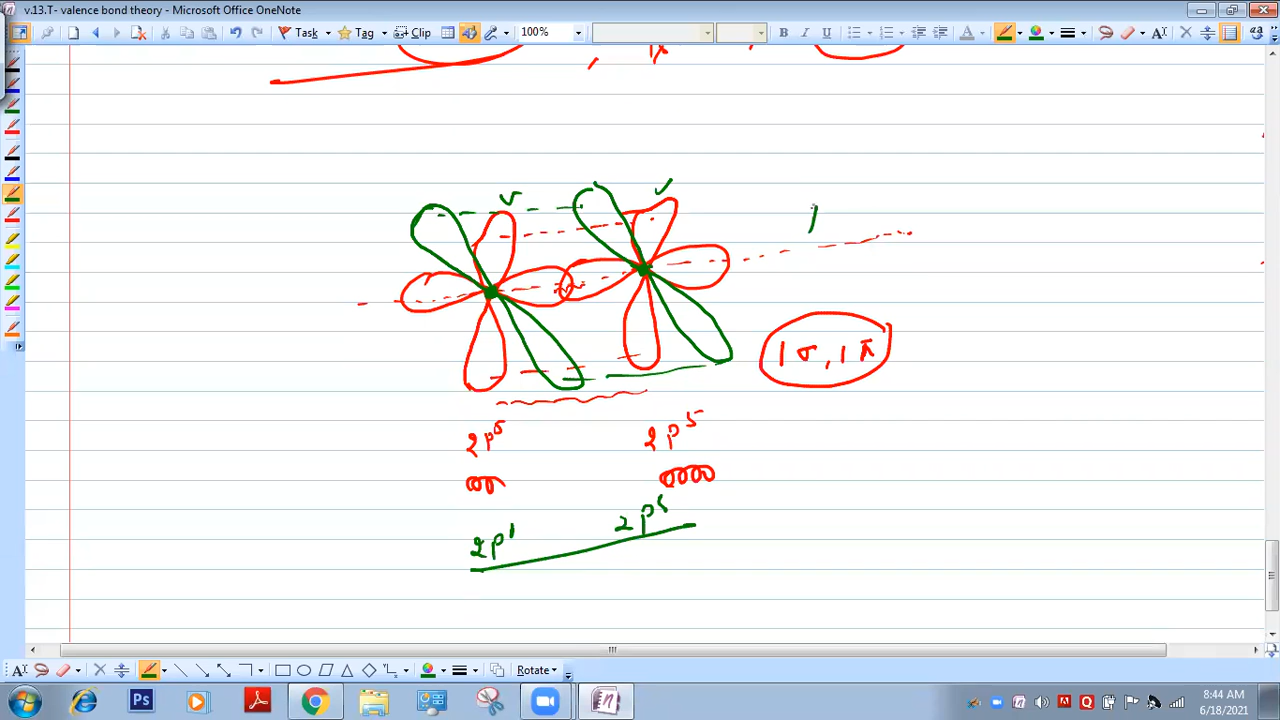 v.13.T- valence bond theory - Microsoft Office OneNote
Task Tag Clip 100% B I U A
1σ, 1π
2p5 2p5
2p1 2p5
Rotate
Ps
8:44 AM
6/18/2021